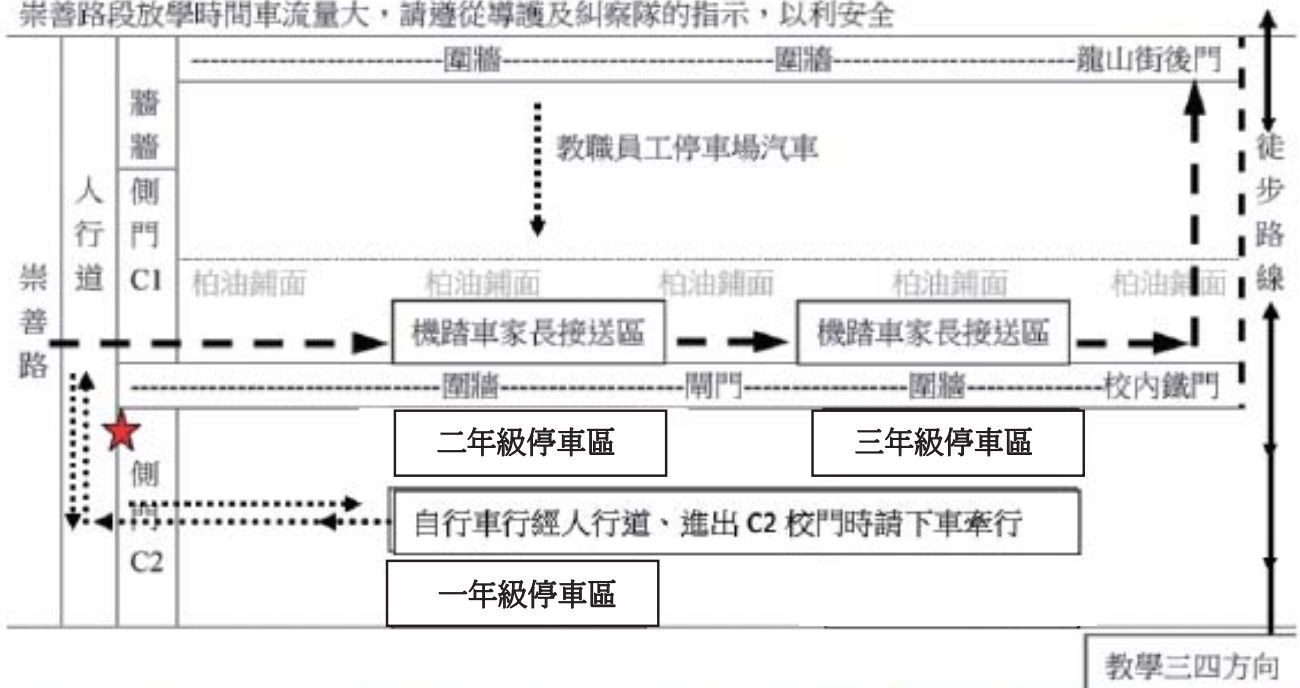 崇善路段放學時間車流量大,請遵從導護及糾察隊的指示,以利安全
圍牆 圍牆 龍山街後門
牆牆
教職員工停車場汽車
徒步路線
人行道
側門C1
崇善路
柏油鋪面 柏油鋪面 柏油鋪面 柏油鋪面 柏油鋪面
機踏車家長接送區 機踏車家長接送區
圍牆 閘門 圍牆 校內鐵門
二年級停車區 三年級停車區
側門C2
自行車行經人行道、進出 C2 校門時請下車牽行
一年級停車區
教學三四方向